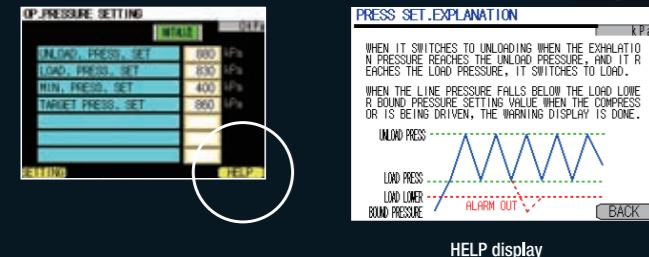 OP.PRESSURE SETTING
INITIALIZE
kPa
UNLOAD. PRESS. SET 880 kPa
LOAD. PRESS. SET 830 kPa
MIN. PRESS. SET 400 kPa
TARGET PRESS. SET 860 kPa
SETTING HELP
PRESS SET.EXPLANATION
kPa
WHEN IT SWITCHES TO UNLOADING WHEN THE EXHALATIO
N PRESSURE REACHES THE UNLOAD PRESSURE, AND IT R
EACHES THE LOAD PRESSURE, IT SWITCHES TO LOAD.
WHEN THE LINE PRESSURE FALLS BELOW THE LOAD LOWE
R BOUND PRESSURE SETTING VALUE WHEN THE COMPRESS
OR IS BEING DRIVEN, THE WARNING DISPLAY IS DONE.
UNLOAD PRESS
LOAD PRESS
LOAD LOWER
BOUND PRESSURE
ALARM OUT
BACK
HELP display